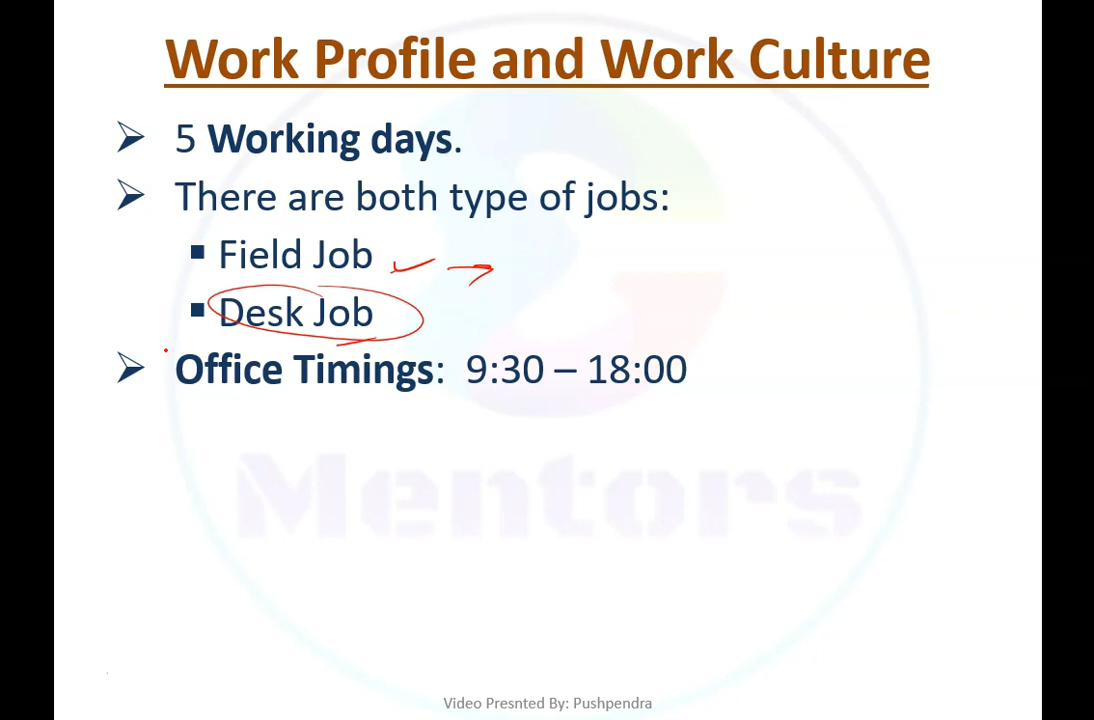 Work Profile and Work Culture
➢ 5 Working days.
➢ There are both type of jobs:
▪ Field Job
▪ Desk Job
➢ Office Timings: 9:30 – 18:00
Mentors
Video Presnted By: Pushpendra